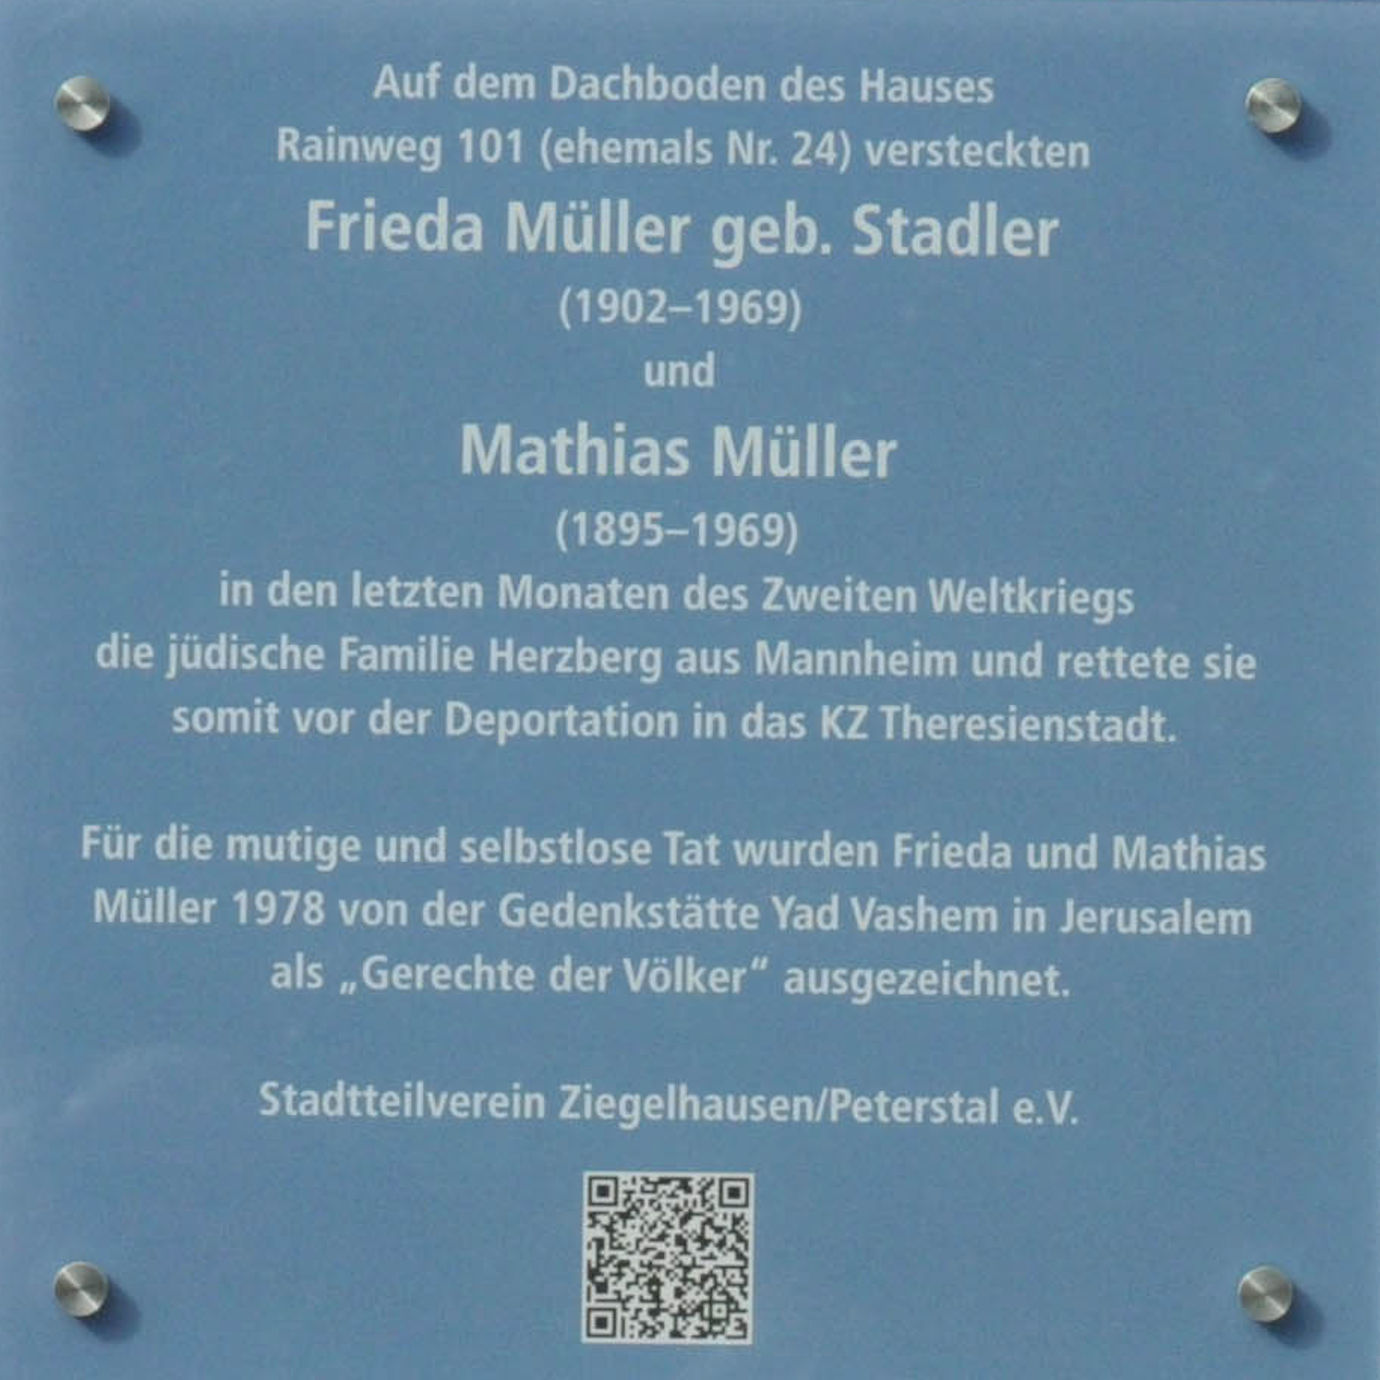 Auf dem Dachboden des Hauses
Rainweg 101 (ehemals Nr. 24) versteckten
Frieda Müller geb. Stadler
(1902–1969)
und
Mathias Müller
(1895–1969)
in den letzten Monaten des Zweiten Weltkriegs
die jüdische Familie Herzberg aus Mannheim und rettete sie
somit vor der Deportation in das KZ Theresienstadt.
Für die mutige und selbstlose Tat wurden Frieda und Mathias
Müller 1978 von der Gedenkstätte Yad Vashem in Jerusalem
als „Gerechte der Völker“ ausgezeichnet.
Stadtteilverein Ziegelhausen/Peterstal e.V.